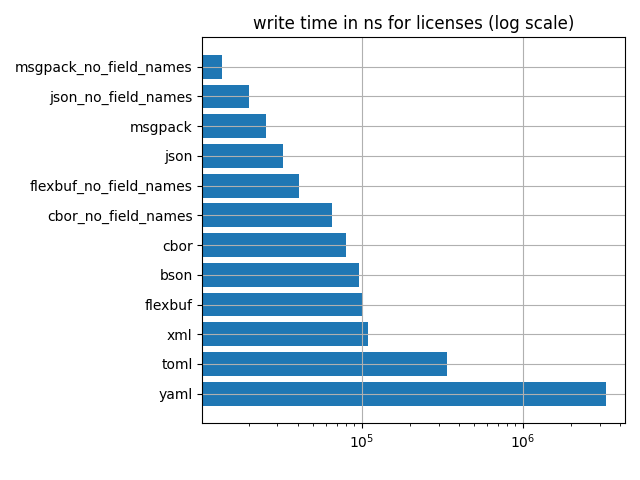 write time in ns for licenses (log scale)
msgpack_no_field_names
json_no_field_names
msgpack
json
flexbuf_no_field_names
cbor_no_field_names
cbor
bson
flexbuf
xml
toml
yaml
10⁵ 10⁶